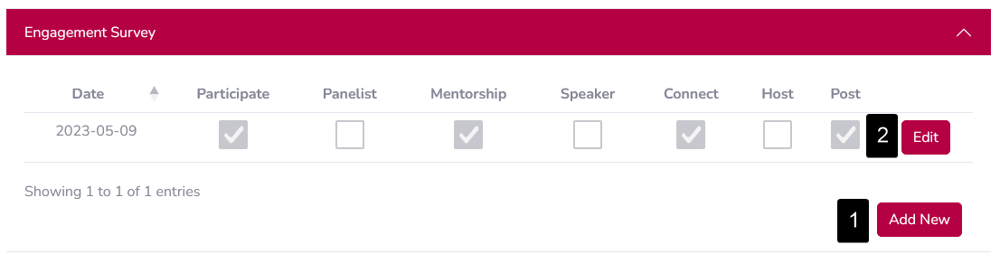 Engagement Survey
Date Participate Panelist Mentorship Speaker Connect Host Post
2023-05-09 2 Edit
Showing 1 to 1 of 1 entries
1 Add New